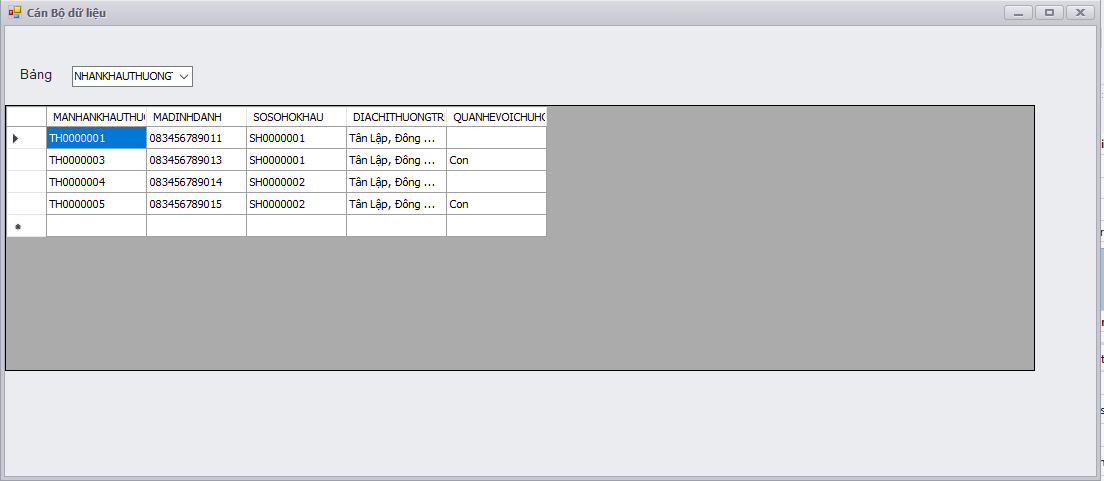 Cán Bộ dữ liệu
Bảng NHANKHAUTHUONGT
MANHANKHAUTHUO MADINHDANH SOSOHOKHAU DIACHITHUONGTR QUANHEVOICHUHO
TH0000001 083456789011 SH0000001 Tân Lập, Đông ...
TH0000003 083456789013 SH0000001 Tân Lập, Đông ... Con
TH0000004 083456789014 SH0000002 Tân Lập, Đông ...
TH0000005 083456789015 SH0000002 Tân Lập, Đông ... Con